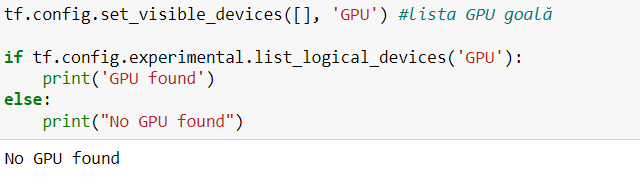 tf.config.set_visible_devices([], 'GPU') #lista GPU goală
if tf.config.experimental.list_logical_devices('GPU'):
    print('GPU found')
else:
    print("No GPU found")
No GPU found